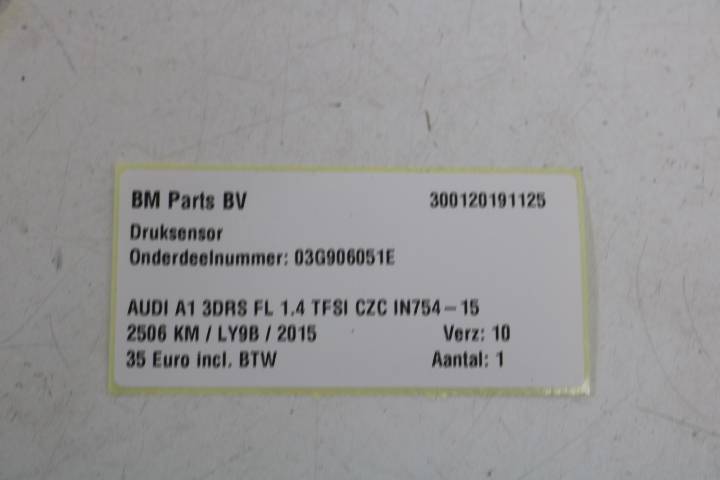 BM Parts BV 300120191125
Druksensor
Onderdeelnummer: 03G906051E
AUDI A1 3DRS FL 1.4 TFSI CZC IN754-15
2506 KM / LY9B / 2015 Verz: 10
35 Euro incl. BTW Aantal: 1